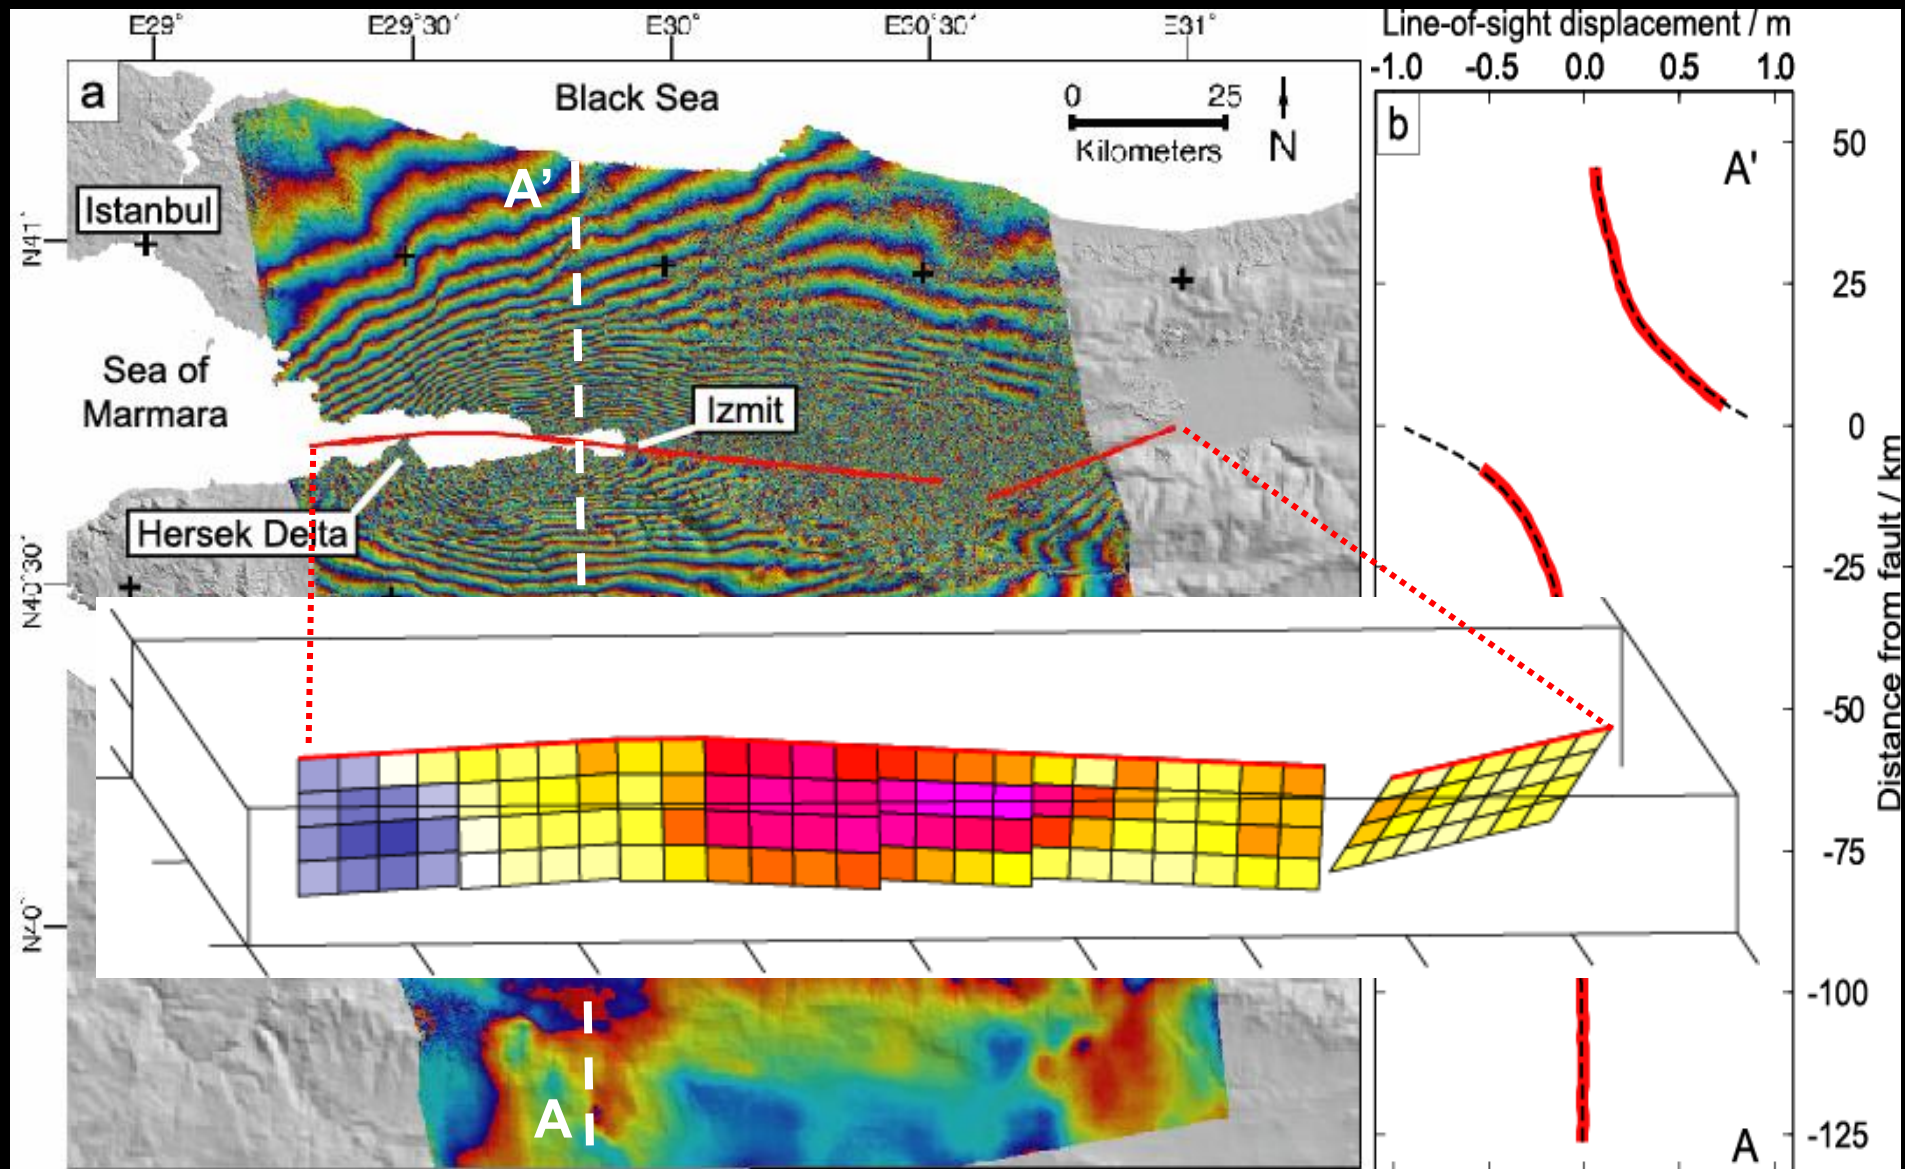 E29° E29°30' E30° E30°30' E31°
Line-of-sight displacement / m
-1.0 -0.5 0.0 0.5 1.0
a
Black Sea
0 25
Kilometers
N
b
A'
50
A’
Istanbul
N41°
25
Sea of
Marmara
Izmit
0
Hersek Delta
N40°30'
-25
Distance from fault / km
-50
-75
N40°
-100
A
A
-125